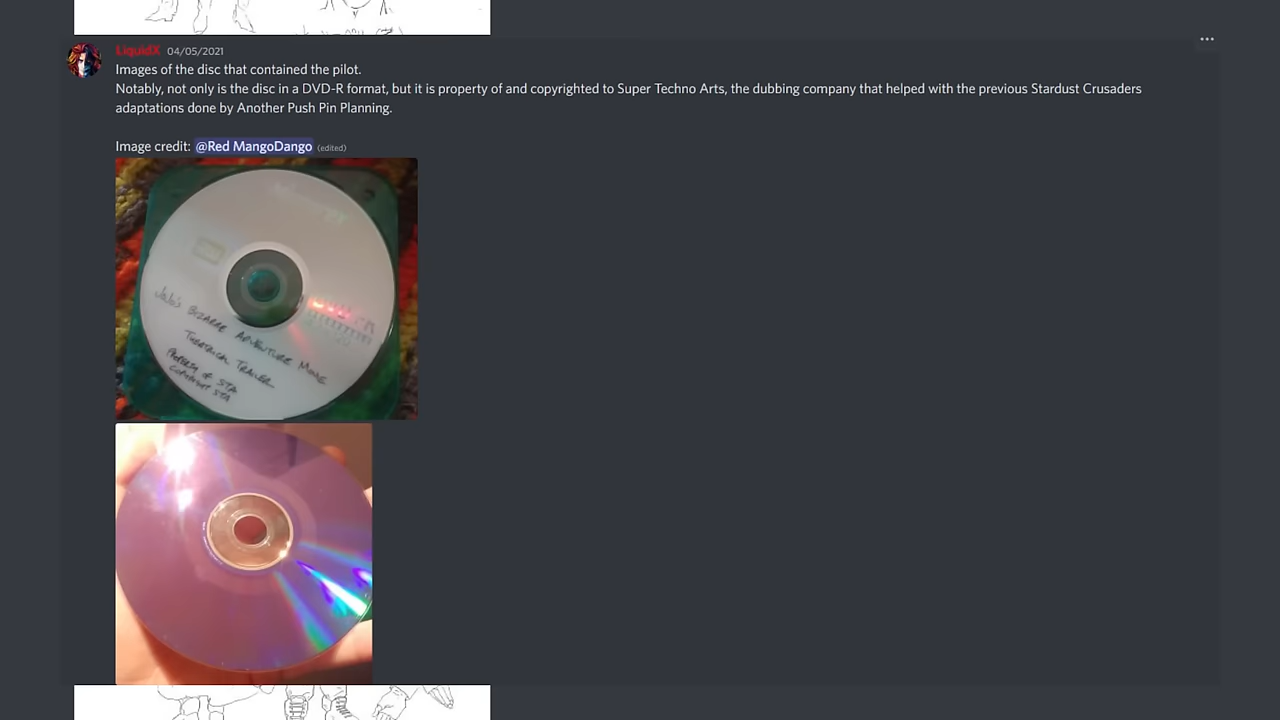 LiquidX 04/05/2021
Images of the disc that contained the pilot.
Notably, not only is the disc in a DVD-R format, but it is property of and copyrighted to Super Techno Arts, the dubbing company that helped with the previous Stardust Crusaders
adaptations done by Another Push Pin Planning.
Image credit: @Red MangoDango (edited)
JoJo's BIZARRE ADVENTURE MOVIE
THEATRICAL TRAILER
PROPERTY OF STA
COPYRIGHT STA